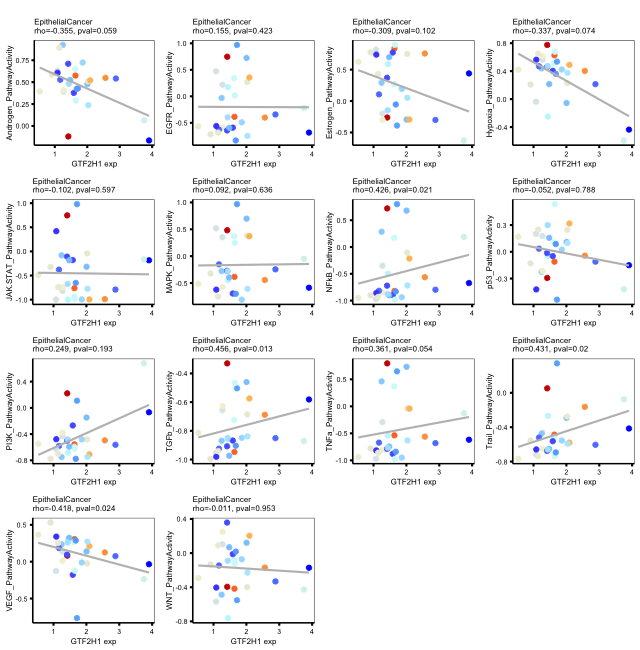 EpithelialCancer
rho=-0.355, pval=0.059
Androgen_PathwayActivity
0.75
0.50
0.25
0.00
1 2 3 4
GTF2H1 exp
EpithelialCancer
rho=0.155, pval=0.423
EGFR_PathwayActivity
1.0
0.5
0.0
-0.5
1 2 3 4
GTF2H1 exp
EpithelialCancer
rho=-0.309, pval=0.102
Estrogen_PathwayActivity
0.5
0.0
-0.5
1 2 3 4
GTF2H1 exp
EpithelialCancer
rho=-0.337, pval=0.074
Hypoxia_PathwayActivity
0.8
0.4
0.0
-0.4
1 2 3 4
GTF2H1 exp
EpithelialCancer
rho=-0.102, pval=0.597
JAK.STAT_PathwayActivity
1.0
0.5
0.0
-0.5
-1.0
1 2 3 4
GTF2H1 exp
EpithelialCancer
rho=0.092, pval=0.636
MAPK_PathwayActivity
1.0
0.5
0.0
-0.5
1 2 3 4
GTF2H1 exp
EpithelialCancer
rho=0.426, pval=0.021
NFkB_PathwayActivity
0.5
0.0
-0.5
-1.0
1 2 3 4
GTF2H1 exp
EpithelialCancer
rho=-0.052, pval=0.788
p53_PathwayActivity
0.3
0.0
-0.3
1 2 3 4
GTF2H1 exp
EpithelialCancer
rho=0.249, pval=0.193
PI3K_PathwayActivity
0.4
0.0
-0.4
-0.8
1 2 3 4
GTF2H1 exp
EpithelialCancer
rho=0.456, pval=0.013
TGFb_PathwayActivity
-0.4
-0.6
-0.8
-1.0
1 2 3 4
GTF2H1 exp
EpithelialCancer
rho=0.361, pval=0.054
TNFa_PathwayActivity
0.5
0.0
-0.5
-1.0
1 2 3 4
GTF2H1 exp
EpithelialCancer
rho=0.431, pval=0.02
Trail_PathwayActivity
0.0
-0.4
-0.8
1 2 3 4
GTF2H1 exp
EpithelialCancer
rho=-0.418, pval=0.024
VEGF_PathwayActivity
0.5
0.0
-0.5
1 2 3 4
GTF2H1 exp
EpithelialCancer
rho=-0.011, pval=0.953
WNT_PathwayActivity
0.4
0.0
-0.4
-0.8
1 2 3 4
GTF2H1 exp